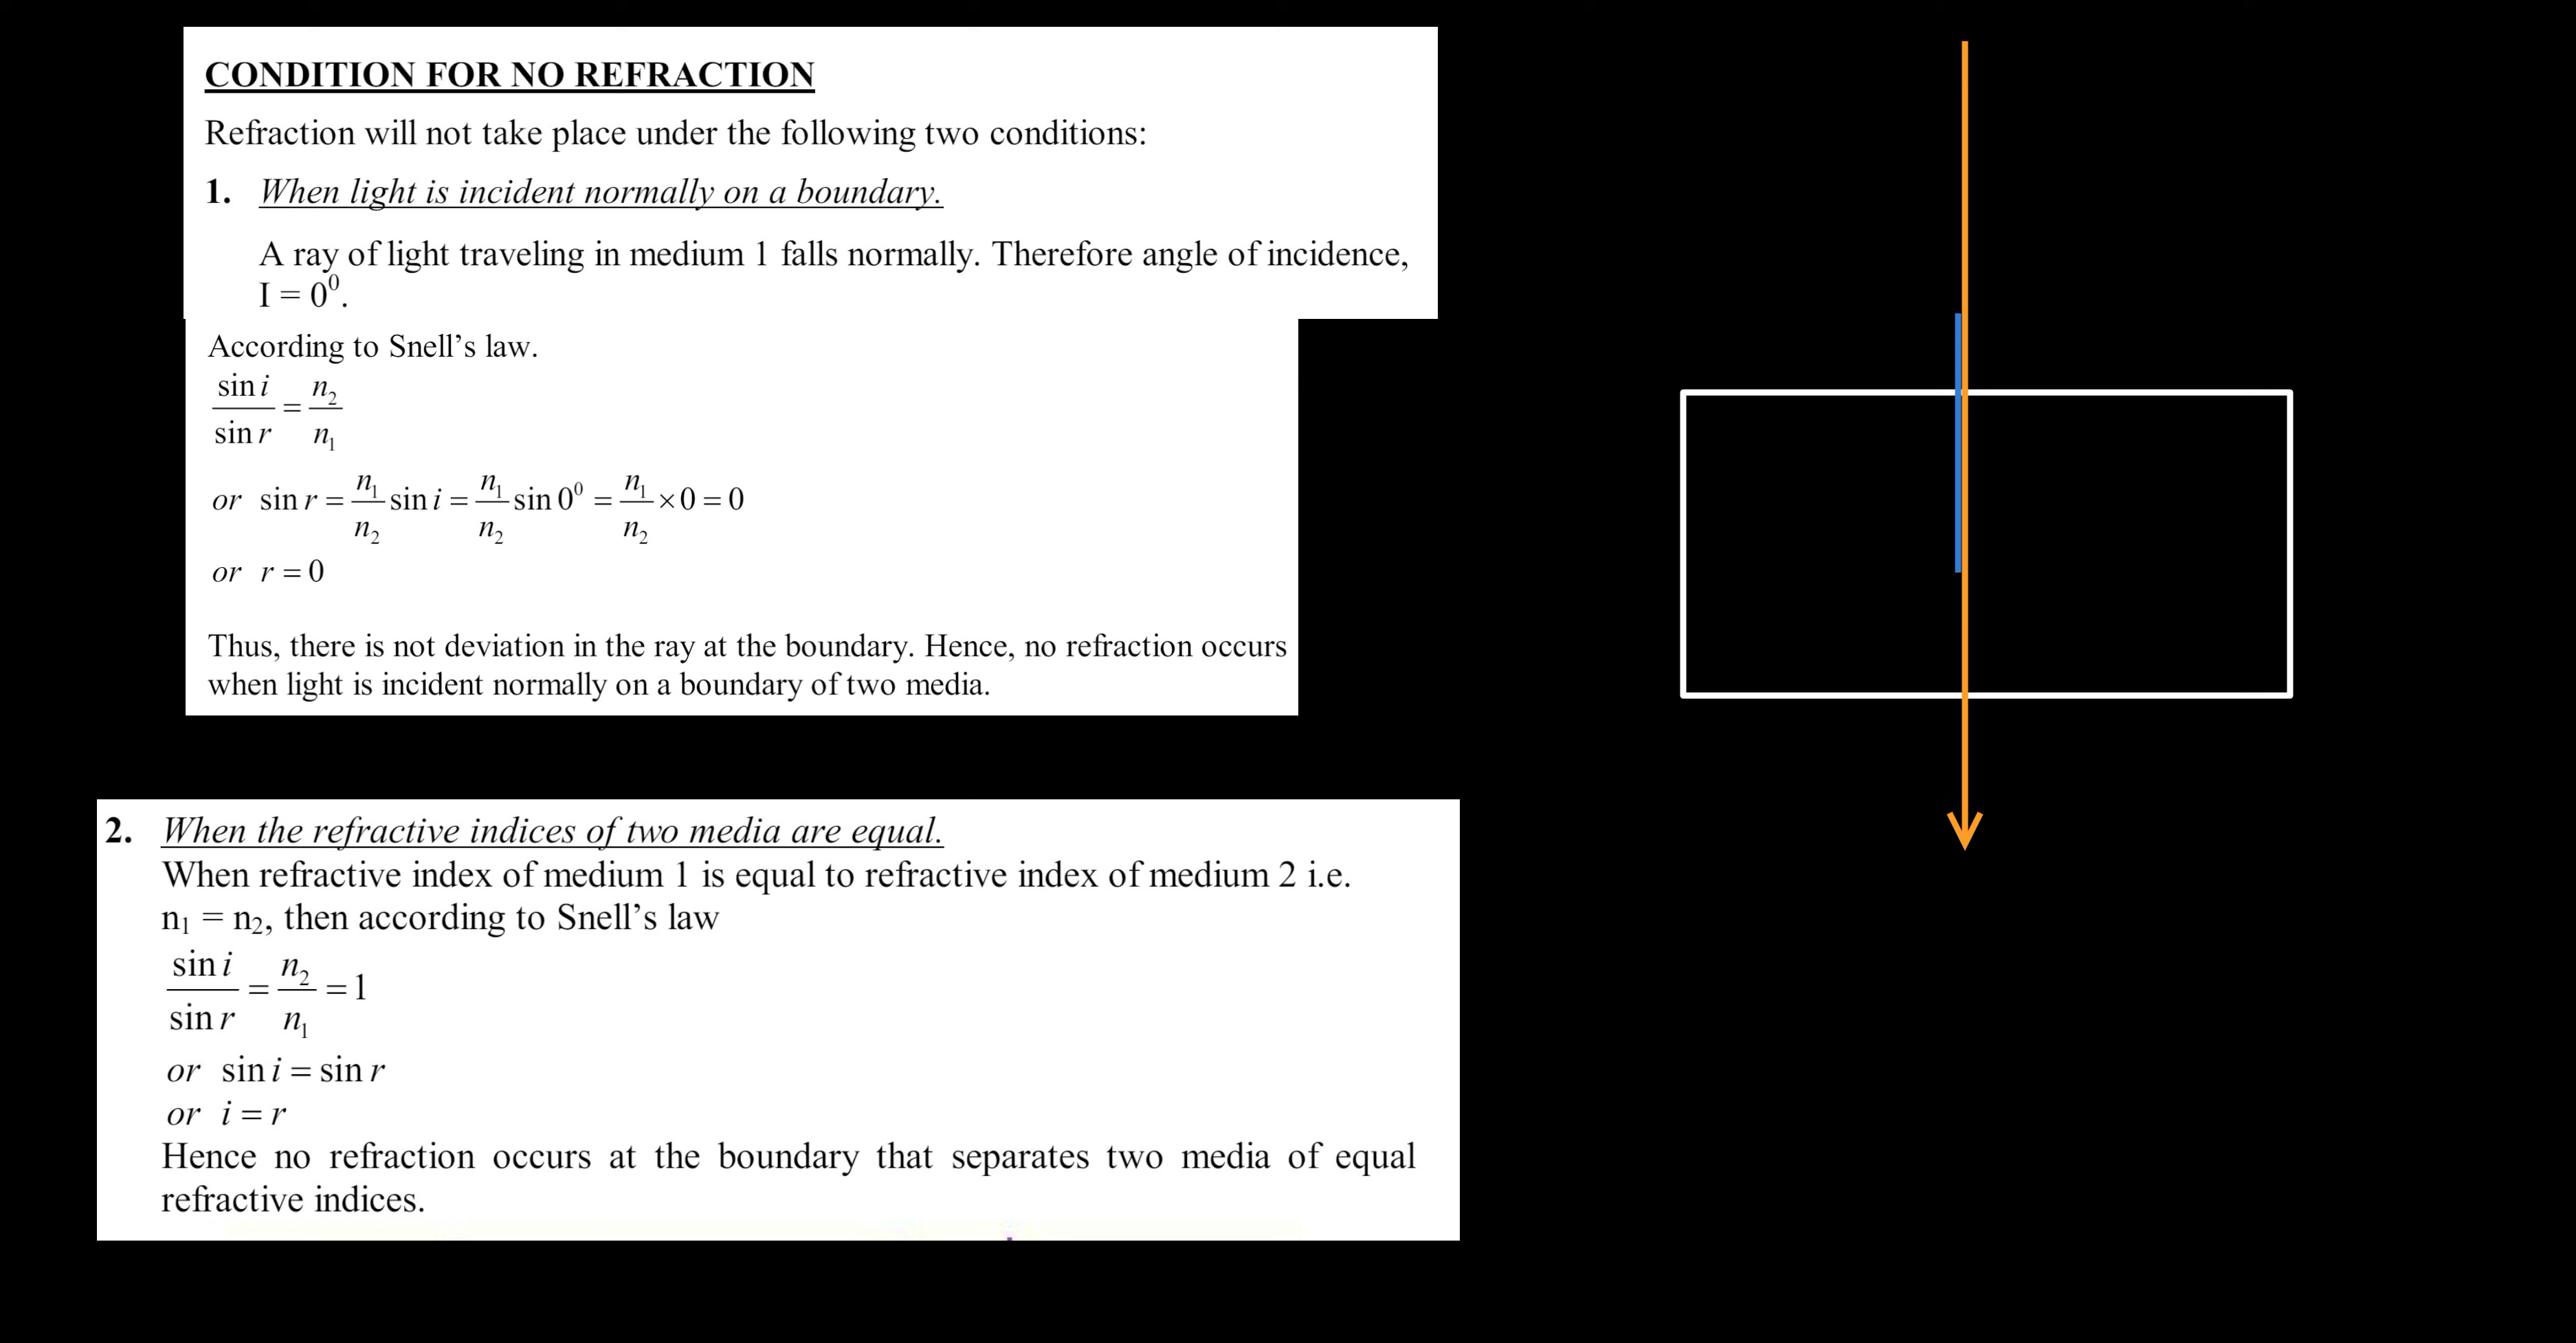 CONDITION FOR NO REFRACTION
Refraction will not take place under the following two conditions:
1. When light is incident normally on a boundary.
A ray of light traveling in medium 1 falls normally. Therefore angle of incidence,
I = 0⁰.
According to Snell’s law.
sin i / sin r = n₂ / n₁
or sin r = n₁/n₂ sin i = n₁/n₂ sin 0⁰ = n₁/n₂ × 0 = 0
or r = 0
Thus, there is not deviation in the ray at the boundary. Hence, no refraction occurs
when light is incident normally on a boundary of two media.
2. When the refractive indices of two media are equal.
When refractive index of medium 1 is equal to refractive index of medium 2 i.e.
n₁ = n₂, then according to Snell’s law
sin i / sin r = n₂ / n₁ = 1
or sin i = sin r
or i = r
Hence no refraction occurs at the boundary that separates two media of equal
refractive indices.